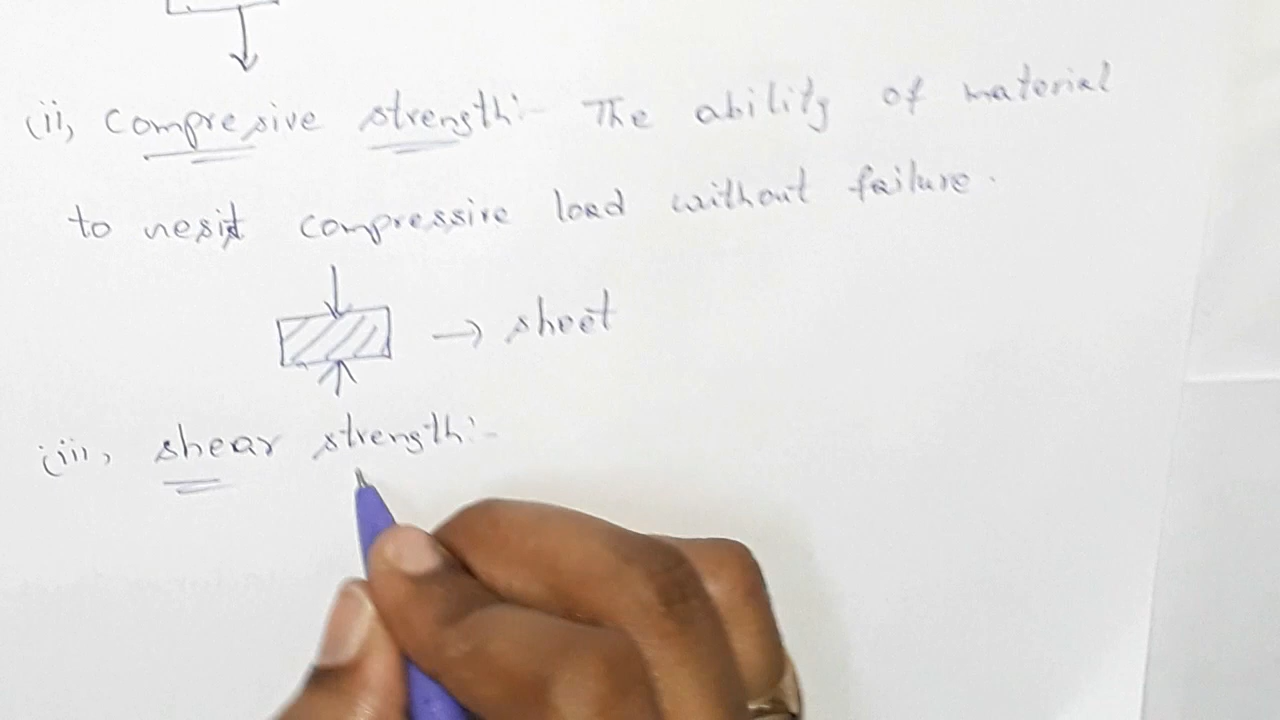 (ii), compresive strength:- The ability of material
to resist compressive load without failure.
→ sheet
(iii), shear strength:-